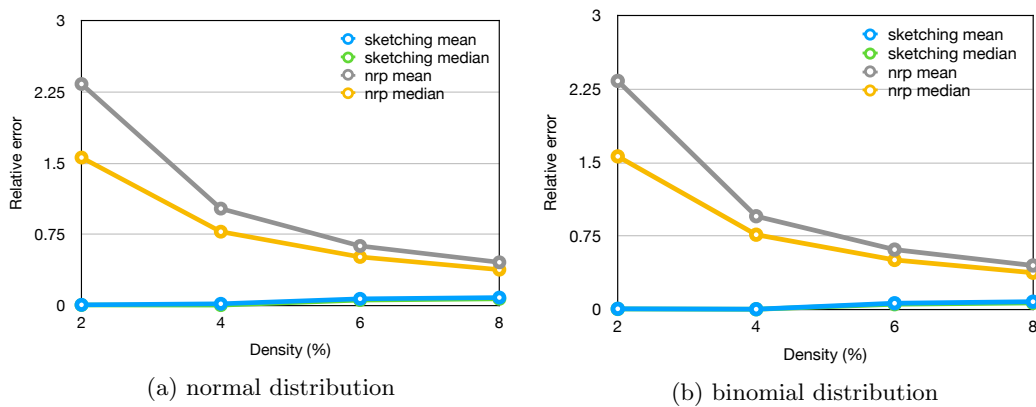 3
2.25
1.5
0.75
0
Relative error
sketching mean
sketching median
nrp mean
nrp median
2 4 6 8
Density (%)
(a) normal distribution
3
2.25
1.5
0.75
0
Relative error
sketching mean
sketching median
nrp mean
nrp median
2 4 6 8
Density (%)
(b) binomial distribution